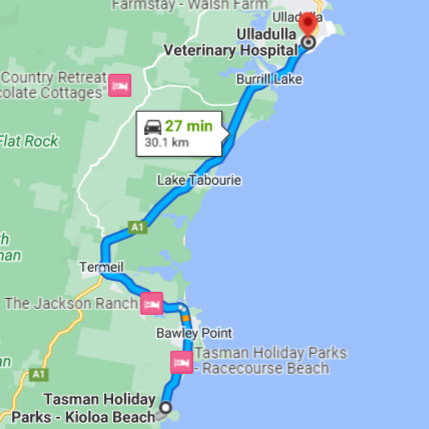 Farmstay - Walsh Farm
Ulladulla
Ulladulla
Veterinary Hospital
Country Retreat
colate Cottages"
Burrill Lake
27 min
30.1 km
Flat Rock
Lake Tabourie
A1
Termeil
The Jackson Ranch
Bawley Point
Tasman Holiday Parks
- Racecourse Beach
A1
Tasman Holiday
Parks - Kioloa Beach